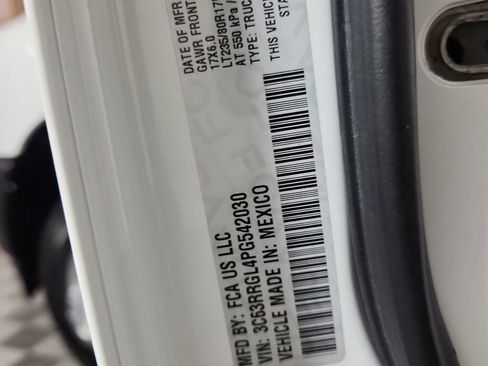 MFD BY: FCA US LLC
VIN: 3C63RRGL4PG542030
VEHICLE MADE IN: MEXICO
DATE OF MFR
GAWR FRONT
17X6.0
LT235/80R17
AT 550 kPa /
TYPE: TRUC
THIS VEHIC